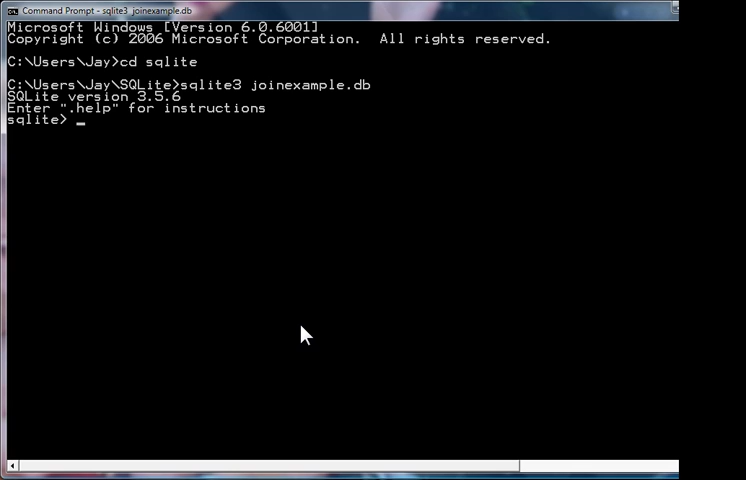 Command Prompt - sqlite3 joinexample.db
Microsoft Windows [Version 6.0.6001]
Copyright (c) 2006 Microsoft Corporation.  All rights reserved.
C:\Users\Jay>cd sqlite
C:\Users\Jay\SQLite>sqlite3 joinexample.db
SQLite version 3.5.6
Enter ".help" for instructions
sqlite> _